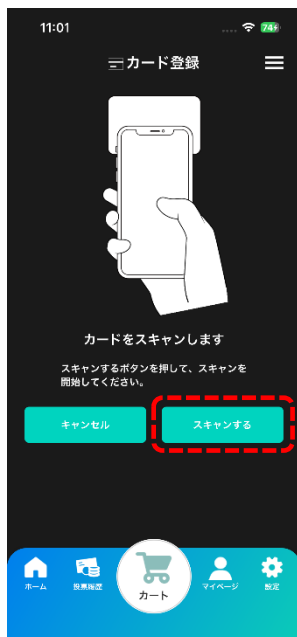 11:01
74
カード登録
カードをスキャンします
スキャンするボタンを押して、スキャンを
開始してください。
キャンセル
スキャンする
ホーム
投票履歴
カート
マイページ
設定